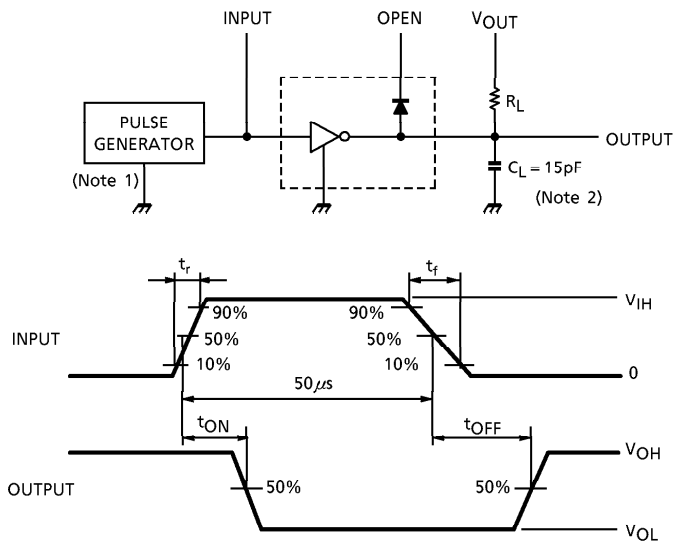 INPUT
OPEN
VOUT
PULSE
GENERATOR
(Note 1)
RL
OUTPUT
CL = 15pF
(Note 2)
tr
tf
90%
90%
VIH
INPUT
50%
50%
10%
10%
0
50μs
tON
tOFF
VOH
OUTPUT
50%
50%
VOL